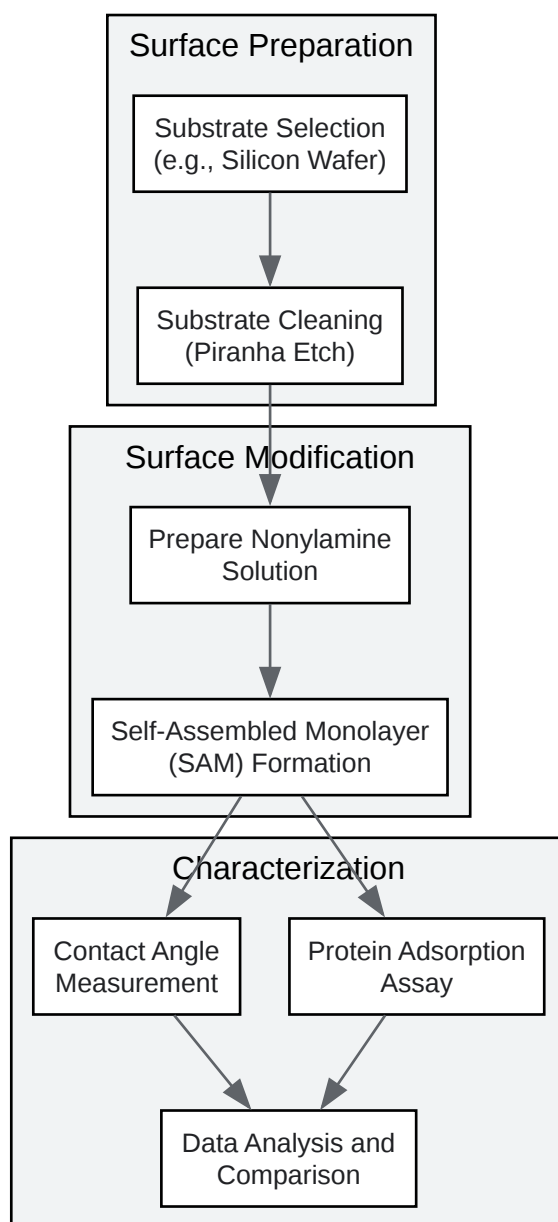 Surface Preparation
Substrate Selection
(e.g., Silicon Wafer)
Substrate Cleaning
(Piranha Etch)
Surface Modification
Prepare Nonylamine
Solution
Self-Assembled Monolayer
(SAM) Formation
Characterization
Contact Angle
Measurement
Protein Adsorption
Assay
Data Analysis and
Comparison